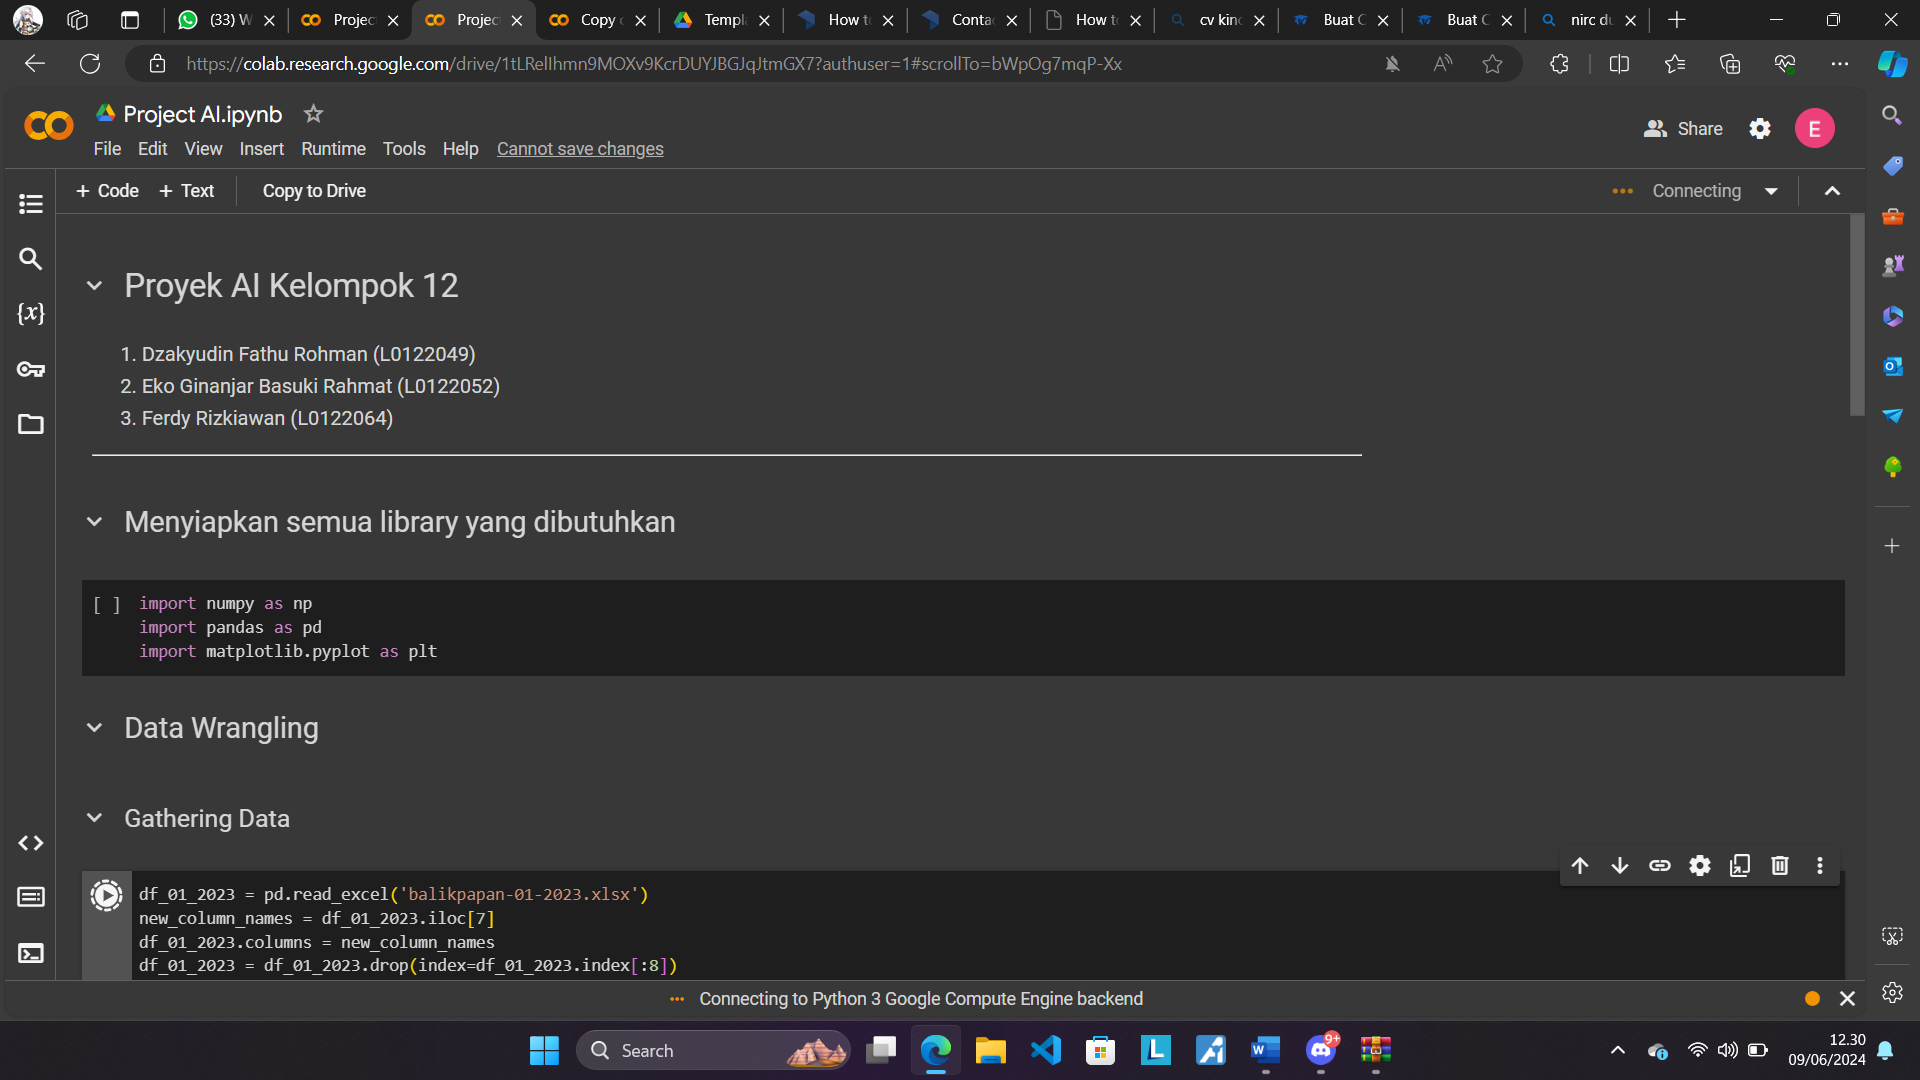 (33) W
Projec
Projec
Copy
Templ
How t
Conta
How t
cv kin
Buat C
Buat C
nirc du
https://colab.research.google.com/drive/1tLRelIhmn9MOXv9KcrDUYJBGJqJtmGX7?authuser=1#scrollTo=bWpOg7mqP-Xx
Project AI.ipynb
File Edit View Insert Runtime Tools Help Cannot save changes
Share
E
+ Code + Text Copy to Drive
Connecting
Proyek AI Kelompok 12
1. Dzakyudin Fathu Rohman (L0122049)
2. Eko Ginanjar Basuki Rahmat (L0122052)
3. Ferdy Rizkiawan (L0122064)
Menyiapkan semua library yang dibutuhkan
[ ] import numpy as np
import pandas as pd
import matplotlib.pyplot as plt
Data Wrangling
Gathering Data
df_01_2023 = pd.read_excel('balikpapan-01-2023.xlsx')
new_column_names = df_01_2023.iloc[7]
df_01_2023.columns = new_column_names
df_01_2023 = df_01_2023.drop(index=df_01_2023.index[:8])
Connecting to Python 3 Google Compute Engine backend
Search
9+
12.30
09/06/2024